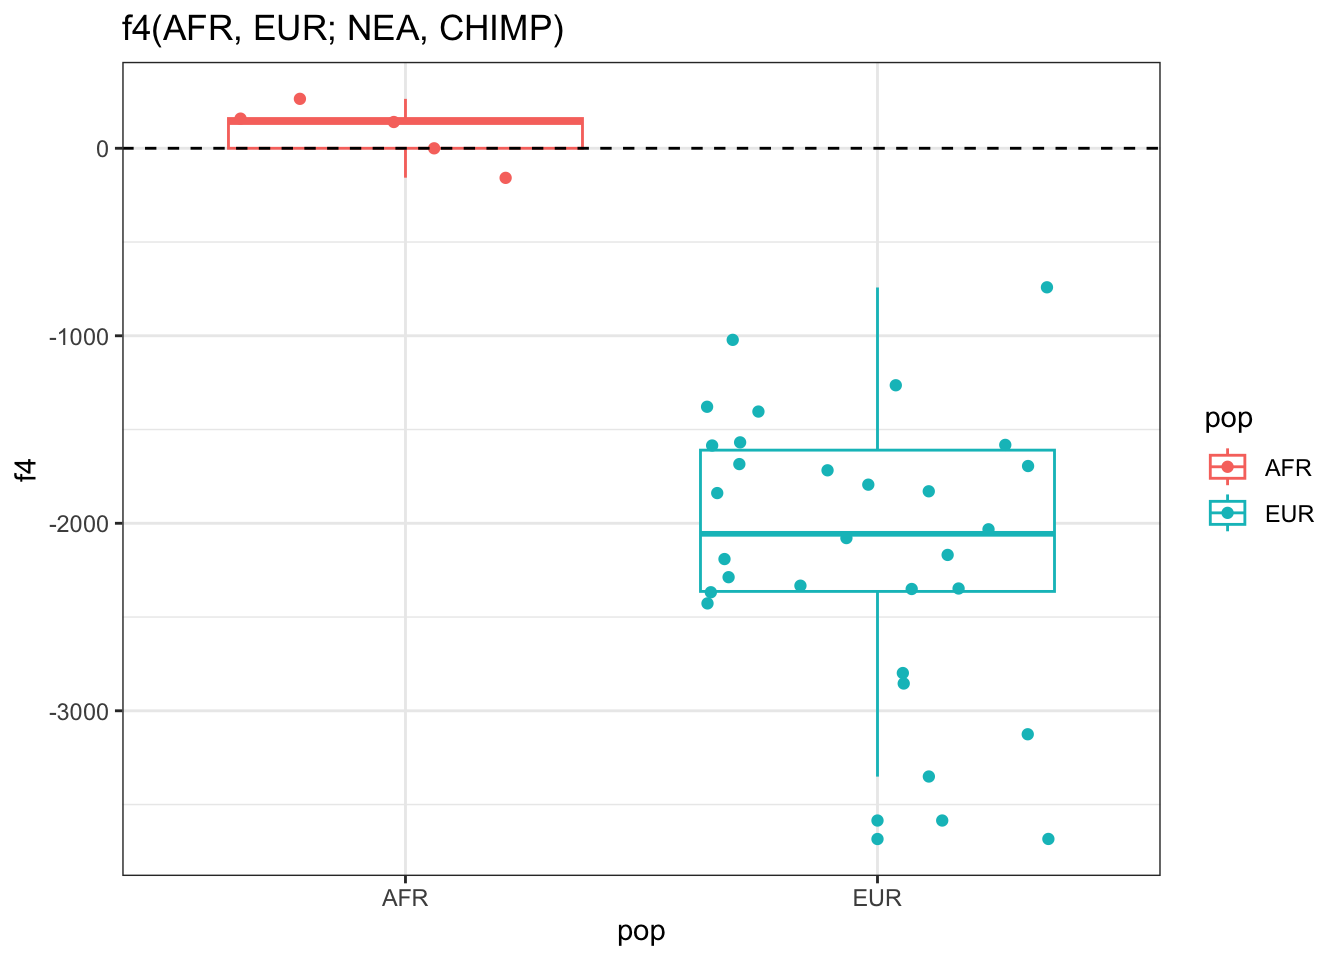 f4(AFR, EUR; NEA, CHIMP)
0
-1000
-2000
-3000
f4
AFR
EUR
pop
pop
AFR
EUR